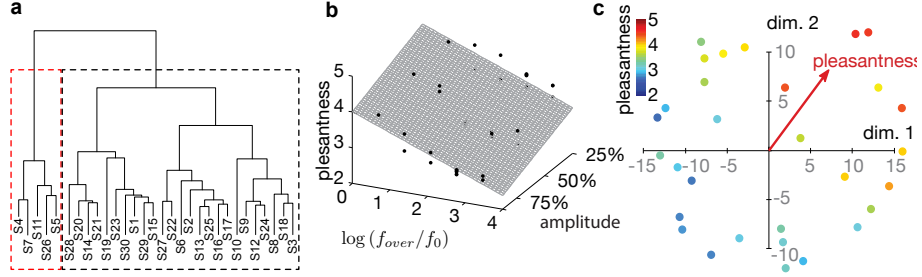 a
S4
S7
S11
S26
S5
S28
S20
S14
S21
S19
S23
S30
S1
S29
S15
S27
S22
S6
S2
S13
S25
S16
S17
S10
S9
S12
S24
S8
S18
S3
b
plesantness
5
4
3
2
0
1
2
3
4
log (f_over/f_0)
25%
50%
75%
amplitude
c
pleasantness
5
4
3
2
dim. 2
10
5
pleasantness
dim. 1
-15
-10
-5
5
10
15
-5
-10